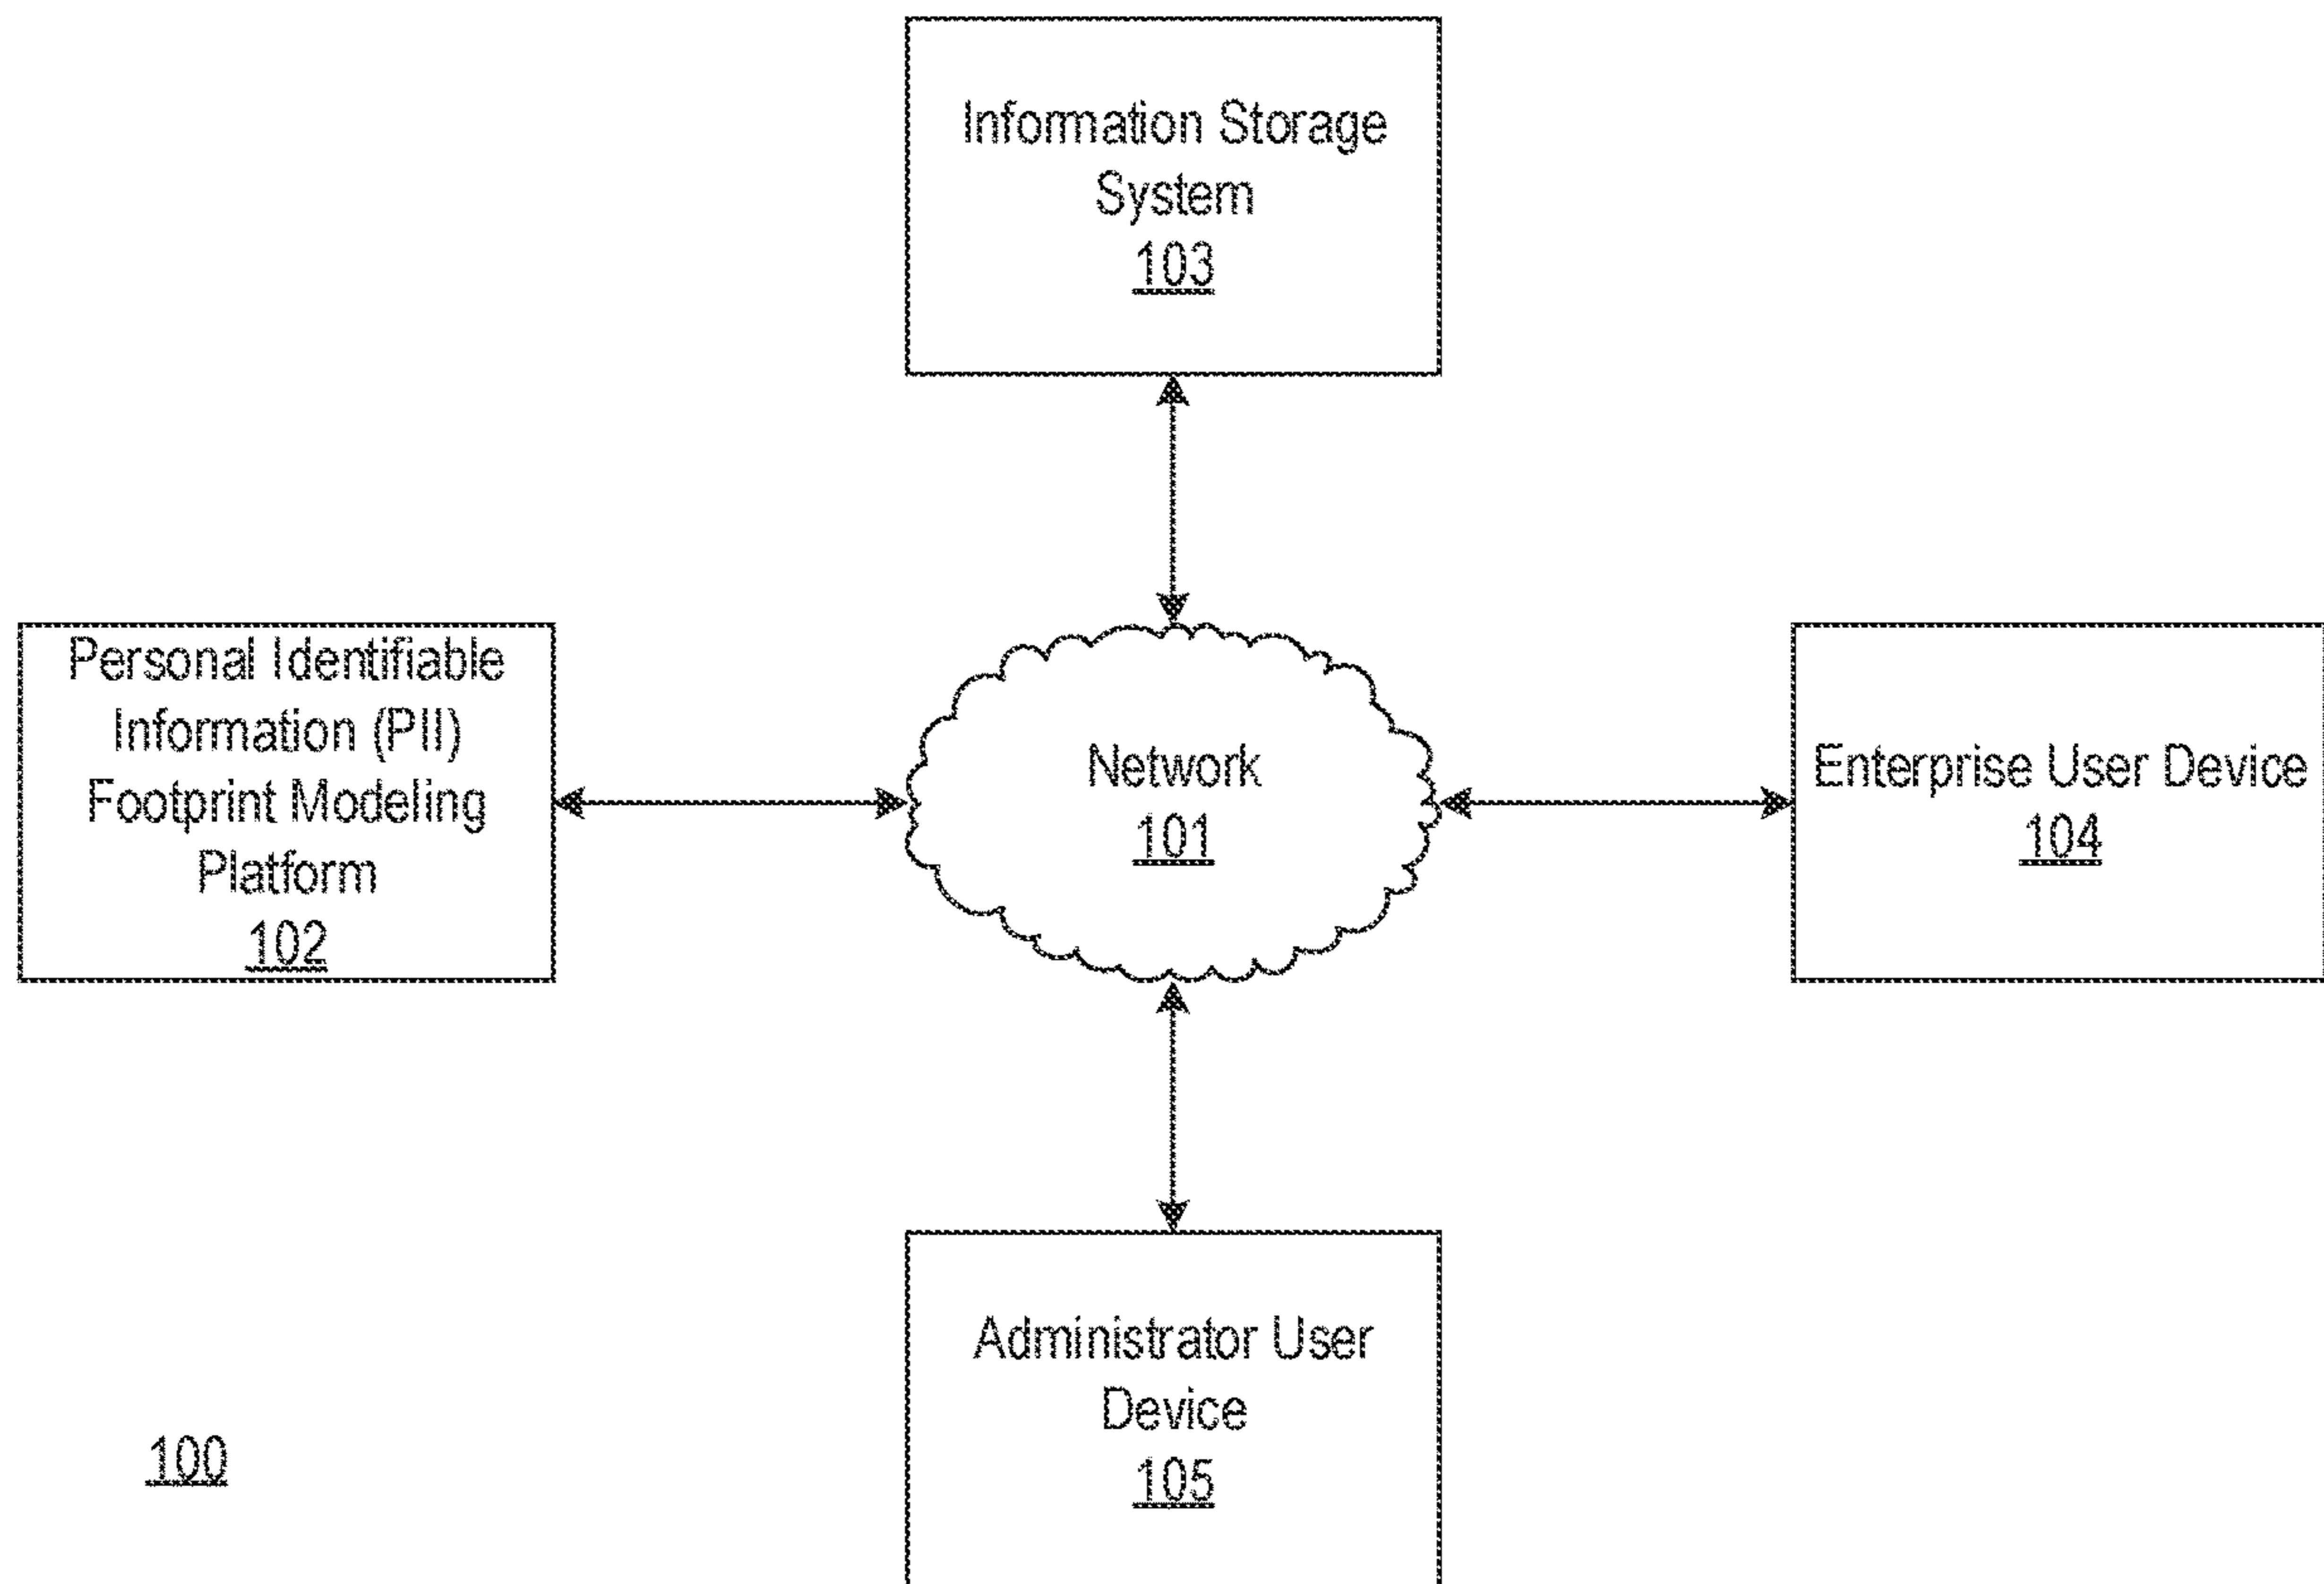 Information Storage
System
103
Personal Identifiable
Information (PII)
Footprint Modeling
Platform
102
Network
101
Enterprise User Device
104
Administrator User
Device
105
100